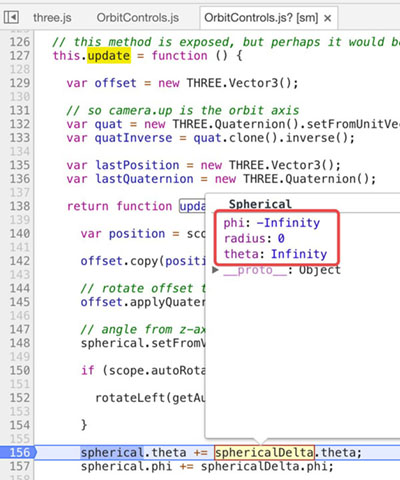 three.js
OrbitControls.js
OrbitControls.js? [sm] ×
126 // this method is exposed, but perhaps it would be
127 this.update = function () {
128
129 var offset = new THREE.Vector3();
130
131 // so camera.up is the orbit axis
132 var quat = new THREE.Quaternion().setFromUnitVec
133 var quatInverse = quat.clone().inverse();
134
135 var lastPosition = new THREE.Vector3();
136 var lastQuaternion = new THREE.Quaternion();
137
138 return function upda
139
140 var position = sco
141
142 offset.copy(positi
143
144 // rotate offset t
145 offset.applyQuater
146
147 // angle from z-ax
148 spherical.setFromV
149
150 if (scope.autoRota
151
152 rotateLeft(getAu
153
154 }
155
156 spherical.theta += sphericalDelta.theta;
157 spherical.phi += sphericalDelta.phi;
Spherical
phi: -Infinity
radius: 0
theta: Infinity
▶ __proto__: Object